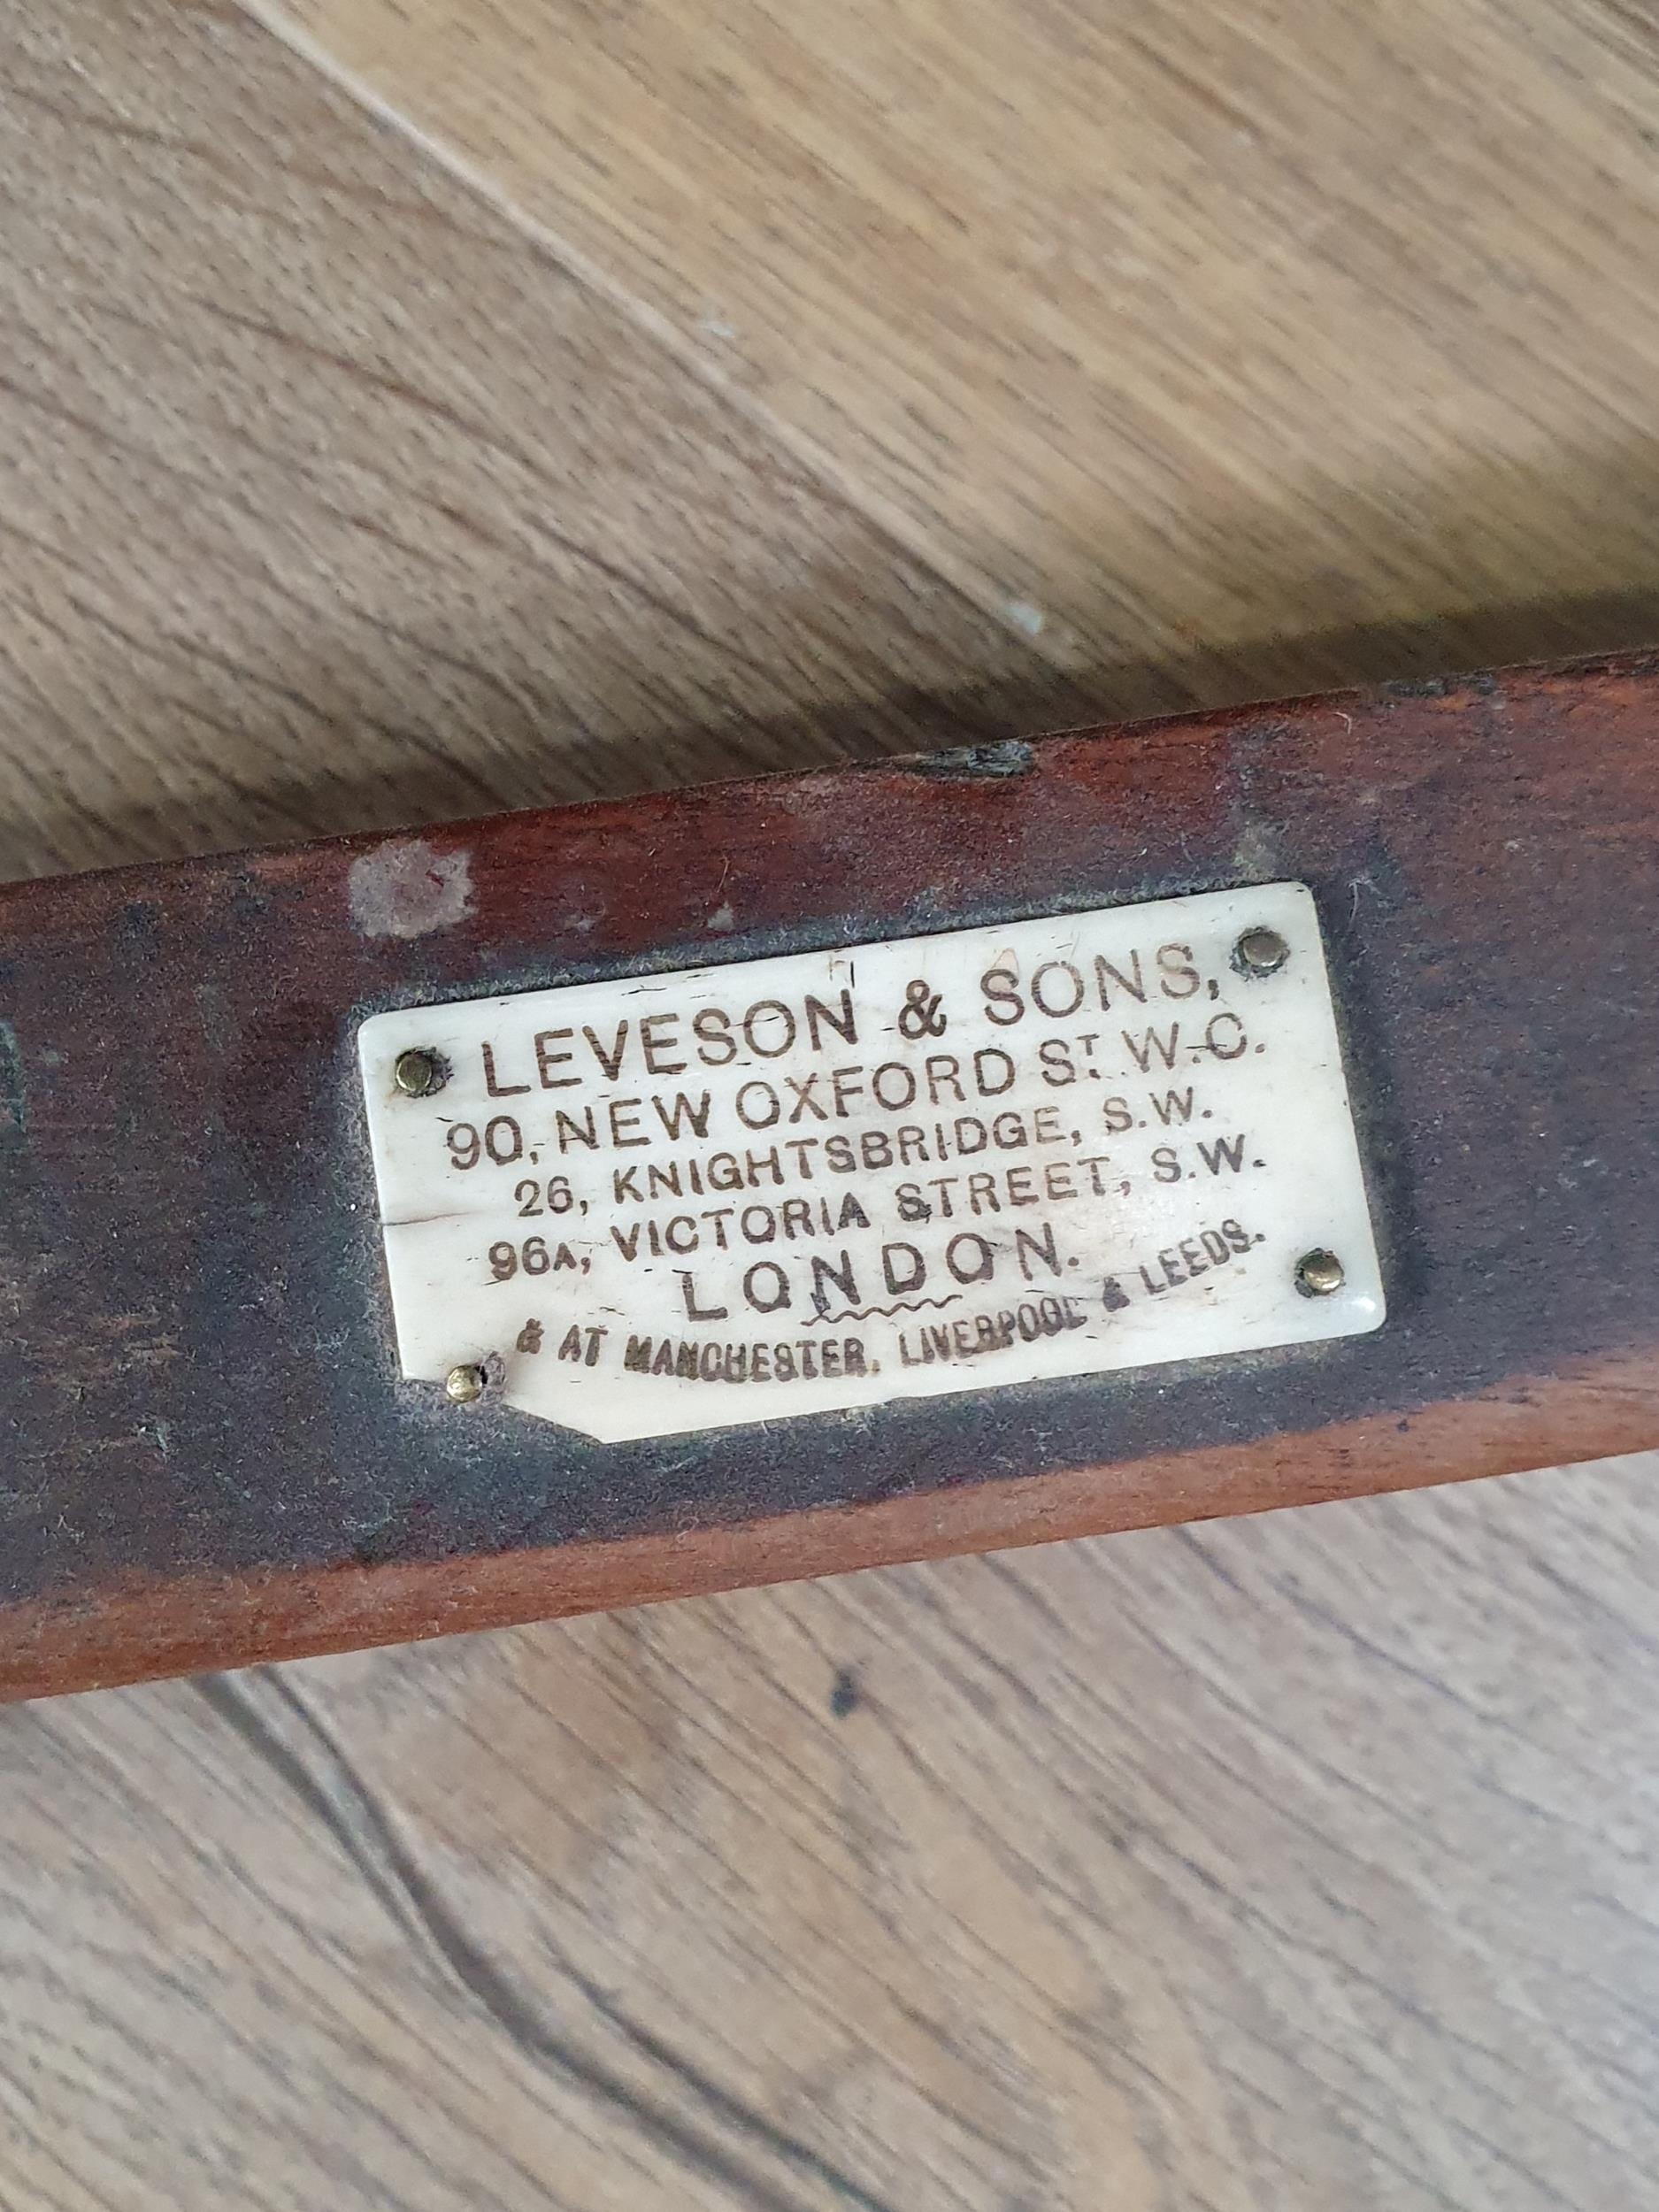 LEVESON & SONS,
90, NEW OXFORD ST. W.C.
26, KNIGHTSBRIDGE, S.W.
96A, VICTORIA STREET, S.W.
LONDON.
& AT MANCHESTER, LIVERPOOL & LEEDS.